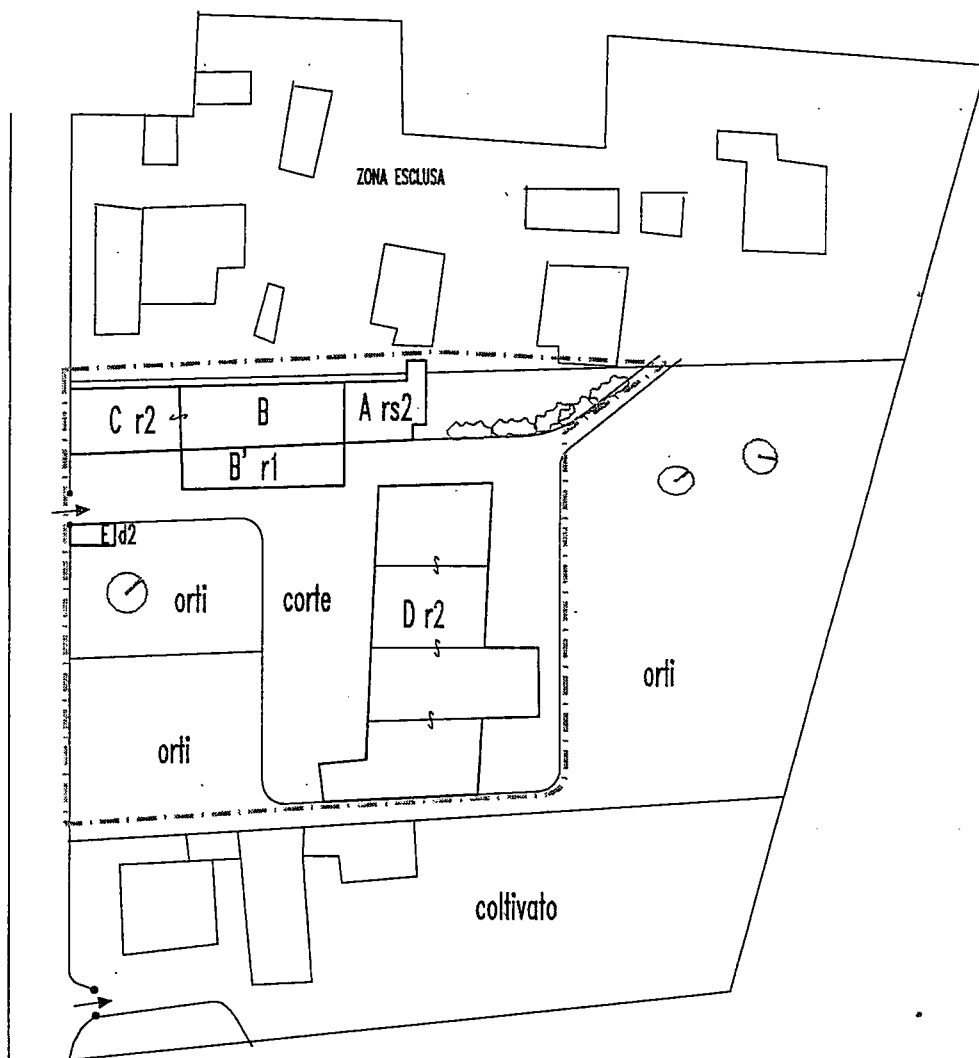 ZONA ESCLUSA
C r2 B A rs2
B' r1
E d2
orti corte D r2
orti
orti
coltivato